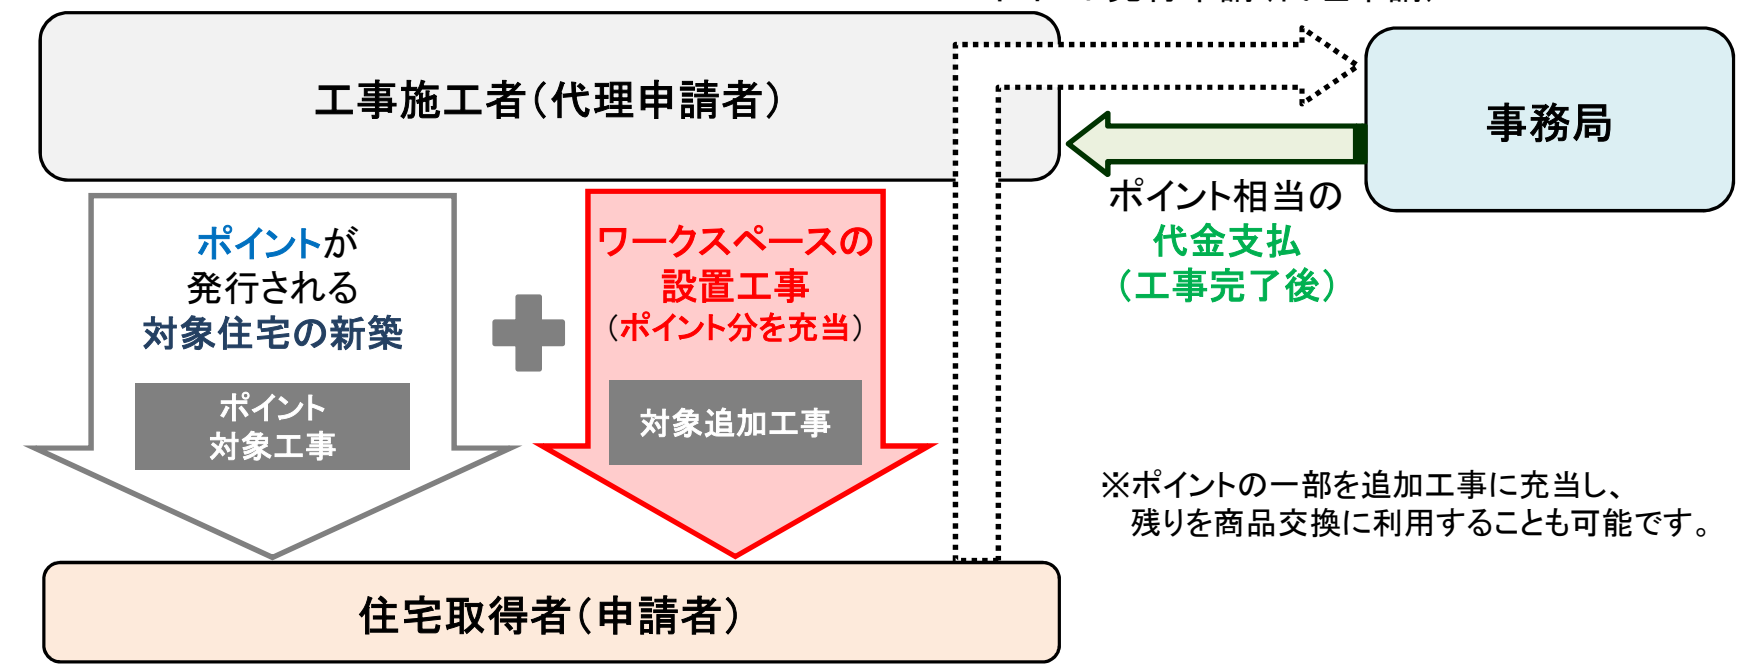 工事施工者（代理申請者）
事務局
ポイント相当の
代金支払
（工事完了後）
ポイントが
発行される
対象住宅の新築
ポイント
対象工事
ワークスペースの
設置工事
（ポイント分を充当）
対象追加工事
※ポイントの一部を追加工事に充当し、
残りを商品交換に利用することも可能です。
住宅取得者（申請者）